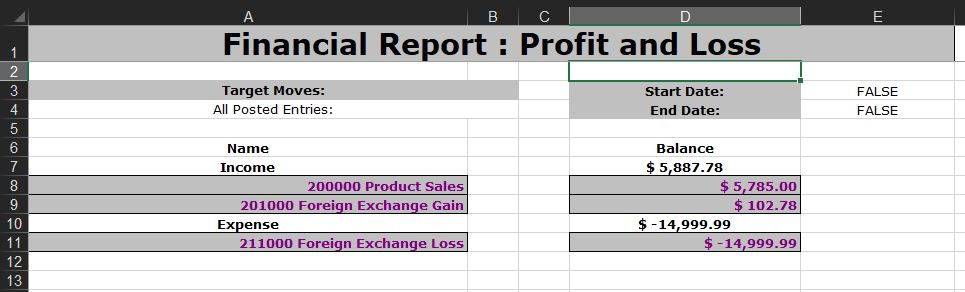 A B C D E
1 Financial Report : Profit and Loss
2
3 Target Moves: Start Date: FALSE
4 All Posted Entries: End Date: FALSE
5
6 Name Balance
7 Income $ 5,887.78
8 200000 Product Sales $ 5,785.00
9 201000 Foreign Exchange Gain $ 102.78
10 Expense $ -14,999.99
11 211000 Foreign Exchange Loss $ -14,999.99
12
13